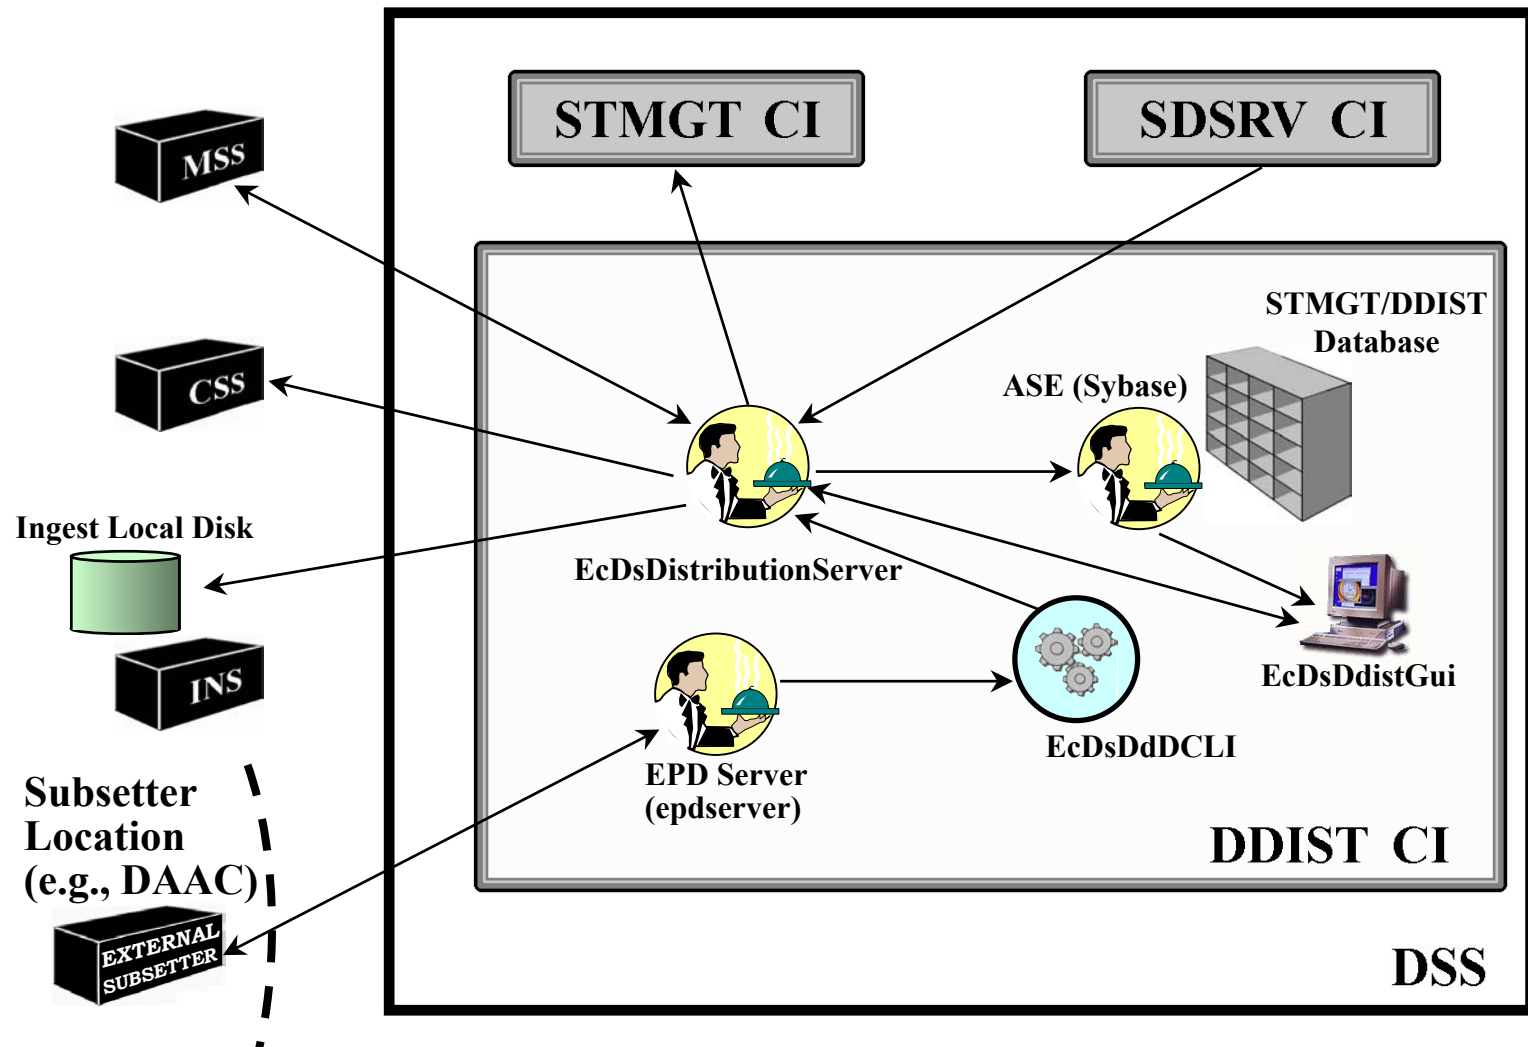 STMGT CI
SDSRV CI
MSS
STMGT/DDIST
Database
CSS
ASE (Sybase)
Ingest Local Disk
EcDsDistributionServer
INS
EcDsDdistGui
EcDsDdDCLI
EPD Server
(epdserver)
Subsetter
Location
(e.g., DAAC)
DDIST CI
EXTERNAL
SUBSETTER
DSS